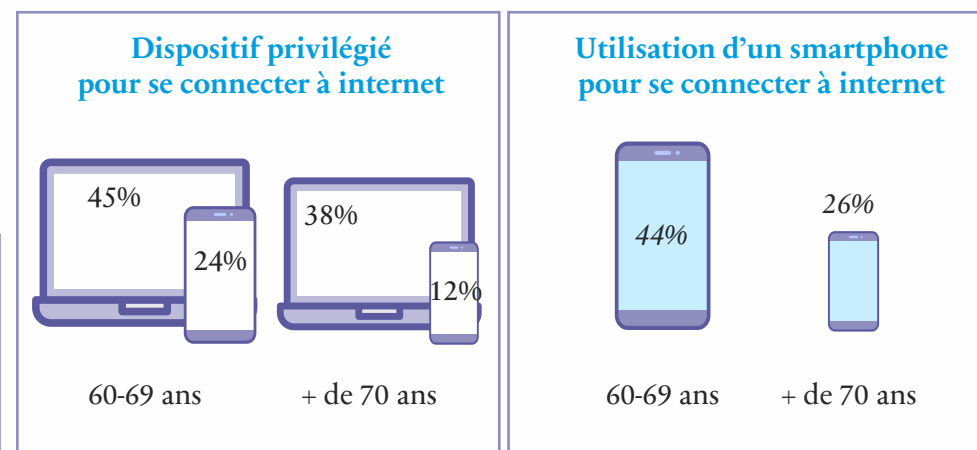 Dispositif privilégié
pour se connecter à internet
45%
24%
38%
12%
60-69 ans
+ de 70 ans
Utilisation d’un smartphone
pour se connecter à internet
44%
26%
60-69 ans
+ de 70 ans